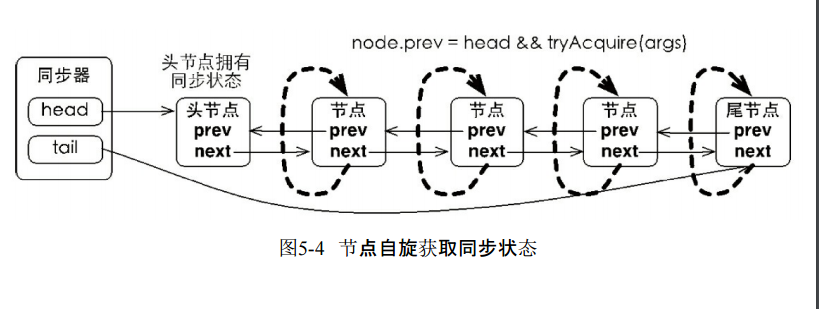 node.prev = head && tryAcquire(args)
头节点拥有
同步状态
同步器
head
tail
头节点
prev
next
节点
prev
next
节点
prev
next
节点
prev
next
尾节点
prev
next
图5-4 节点自旋获取同步状态